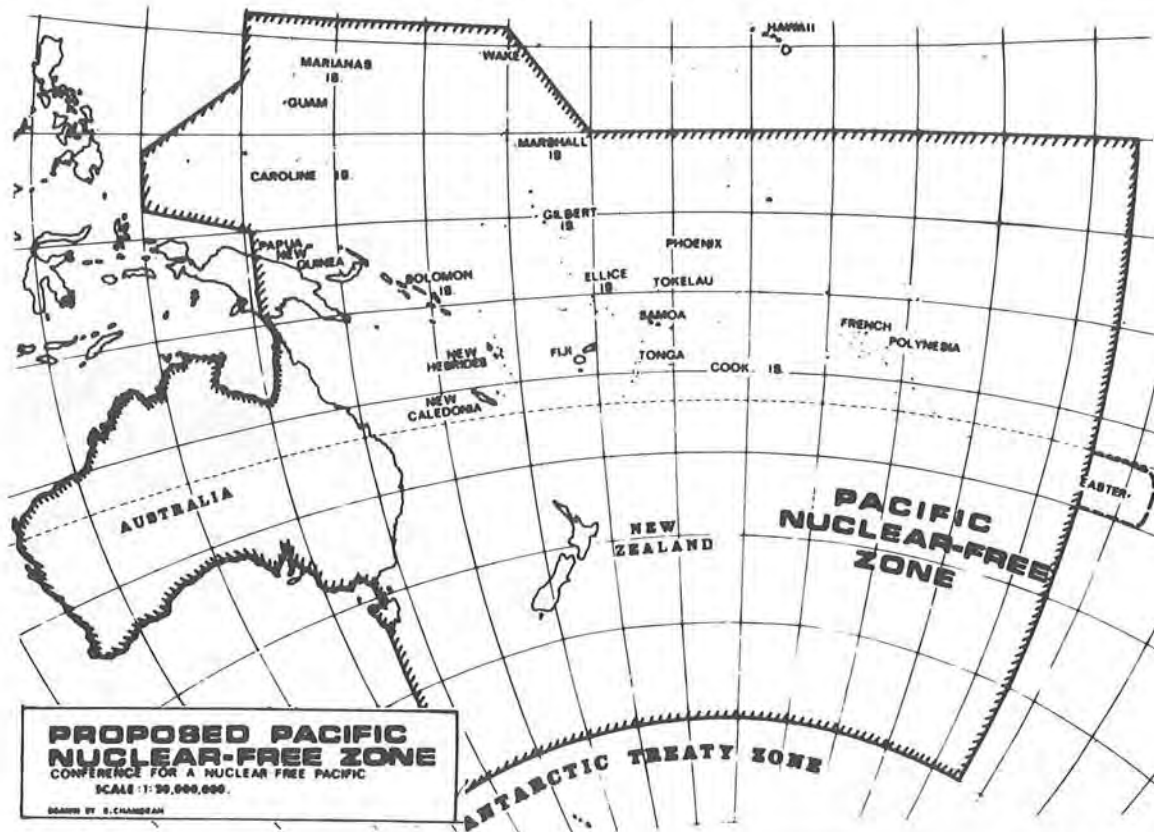 HAWAII
WAKE
MARIANAS
IS.
GUAM
MARSHALL
IS
CAROLINE IS.
GILBERT
IS.
PAPUA
NEW
GUINEA
PHOENIX
SOLOMON
IS.
ELLICE
IS.
TOKELAU
SAMOA
FRENCH
POLYNESIA
NEW
HEBRIDES
FIJI
TONGA
COOK IS.
NEW
CALEDONIA
AUSTRALIA
EASTER
PACIFIC
NUCLEAR-FREE
ZONE
NEW
ZEALAND
PROPOSED PACIFIC
NUCLEAR-FREE ZONE
CONFERENCE FOR A NUCLEAR FREE PACIFIC
ANTARCTIC TREATY ZONE
DRAWN BY